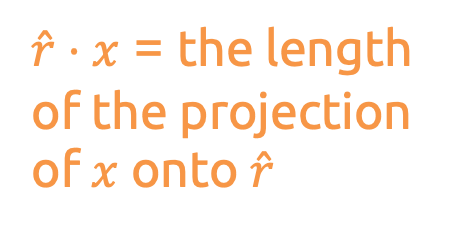 r̂ · x = the length
of the projection
of x onto r̂